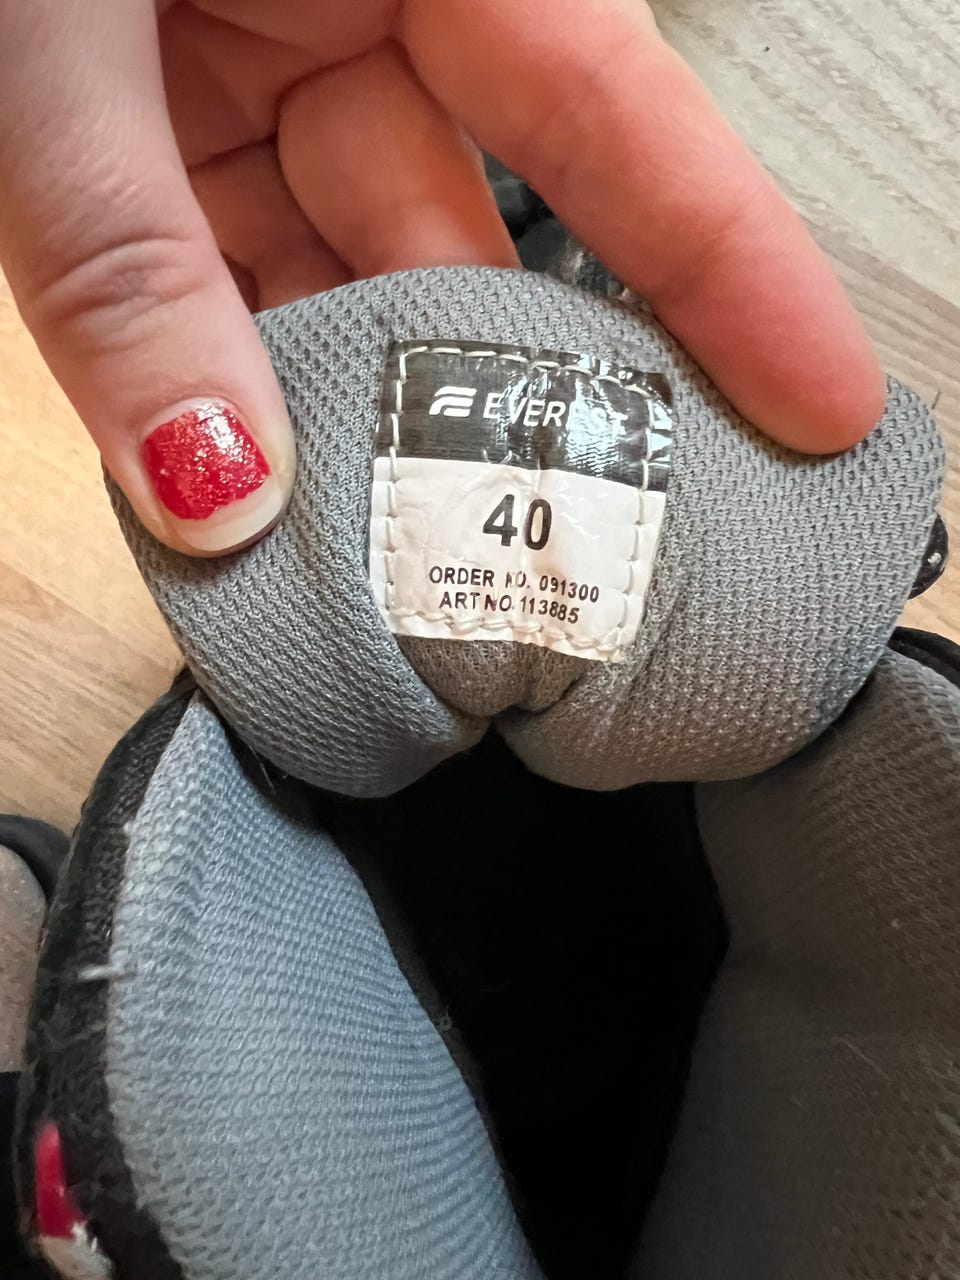 EVEREST
40
ORDER NO. 091300
ART NO. 113885